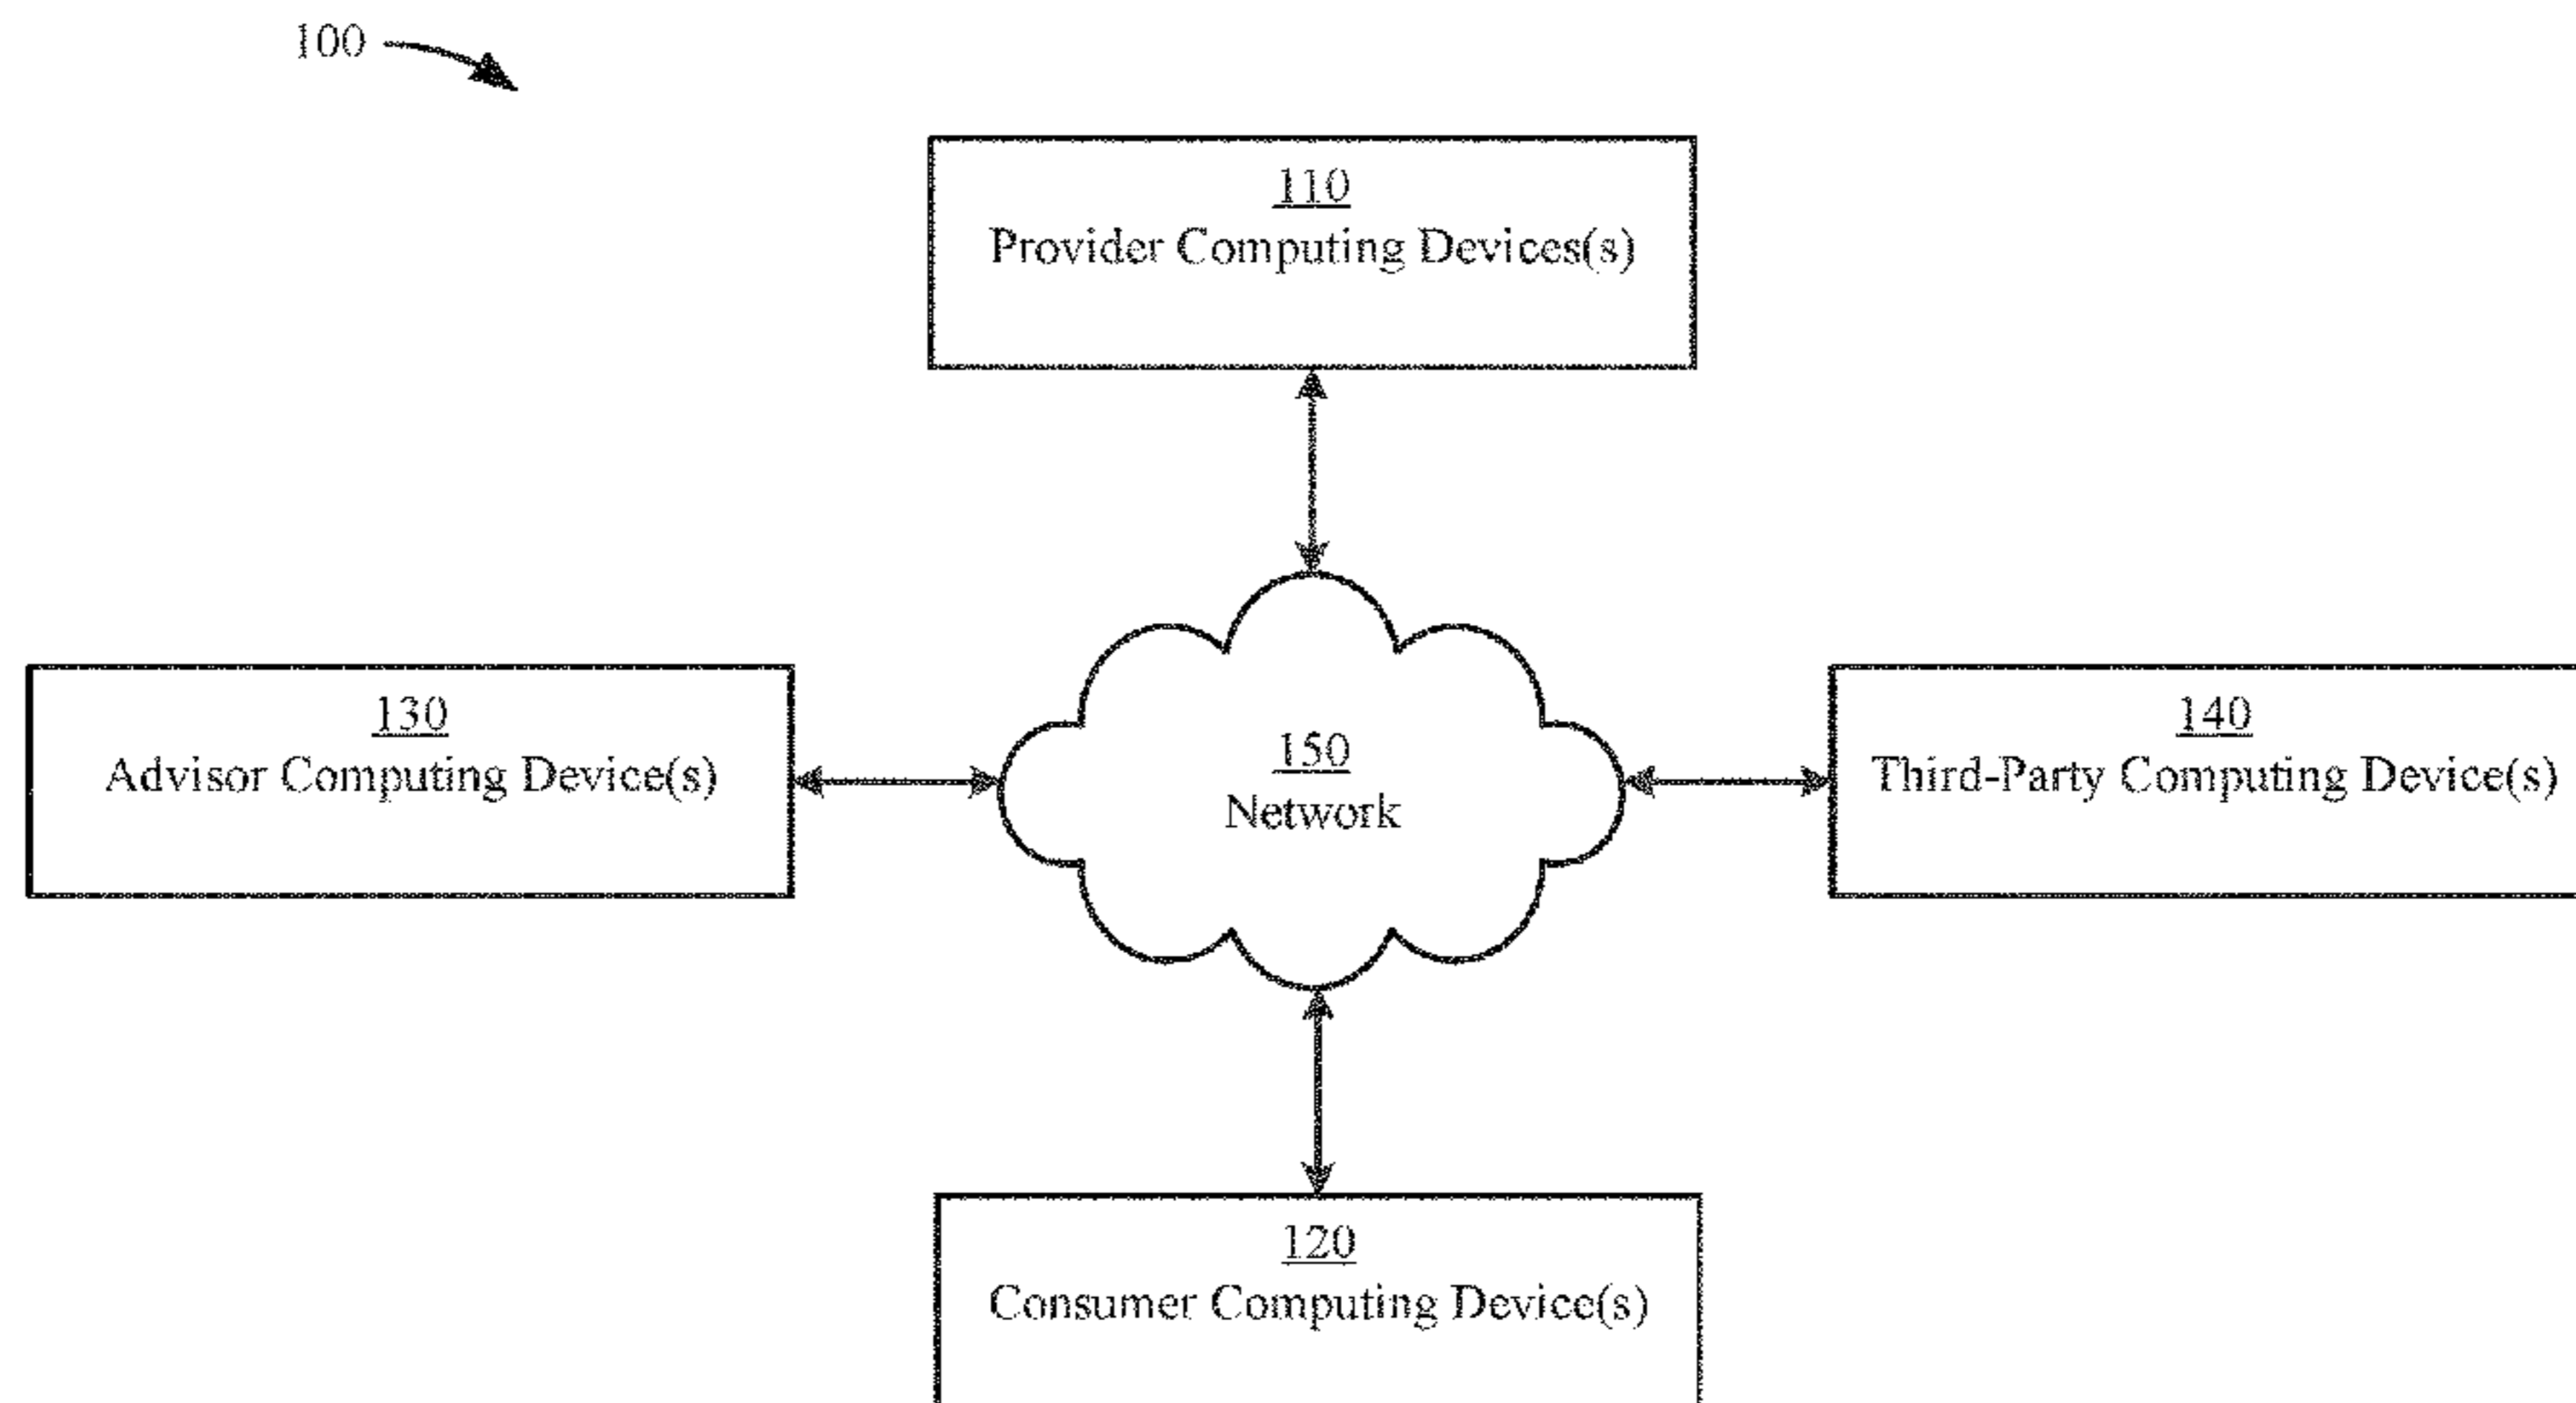 100
110
Provider Computing Devices(s)
130
Advisor Computing Device(s)
150
Network
140
Third-Party Computing Device(s)
120
Consumer Computing Device(s)